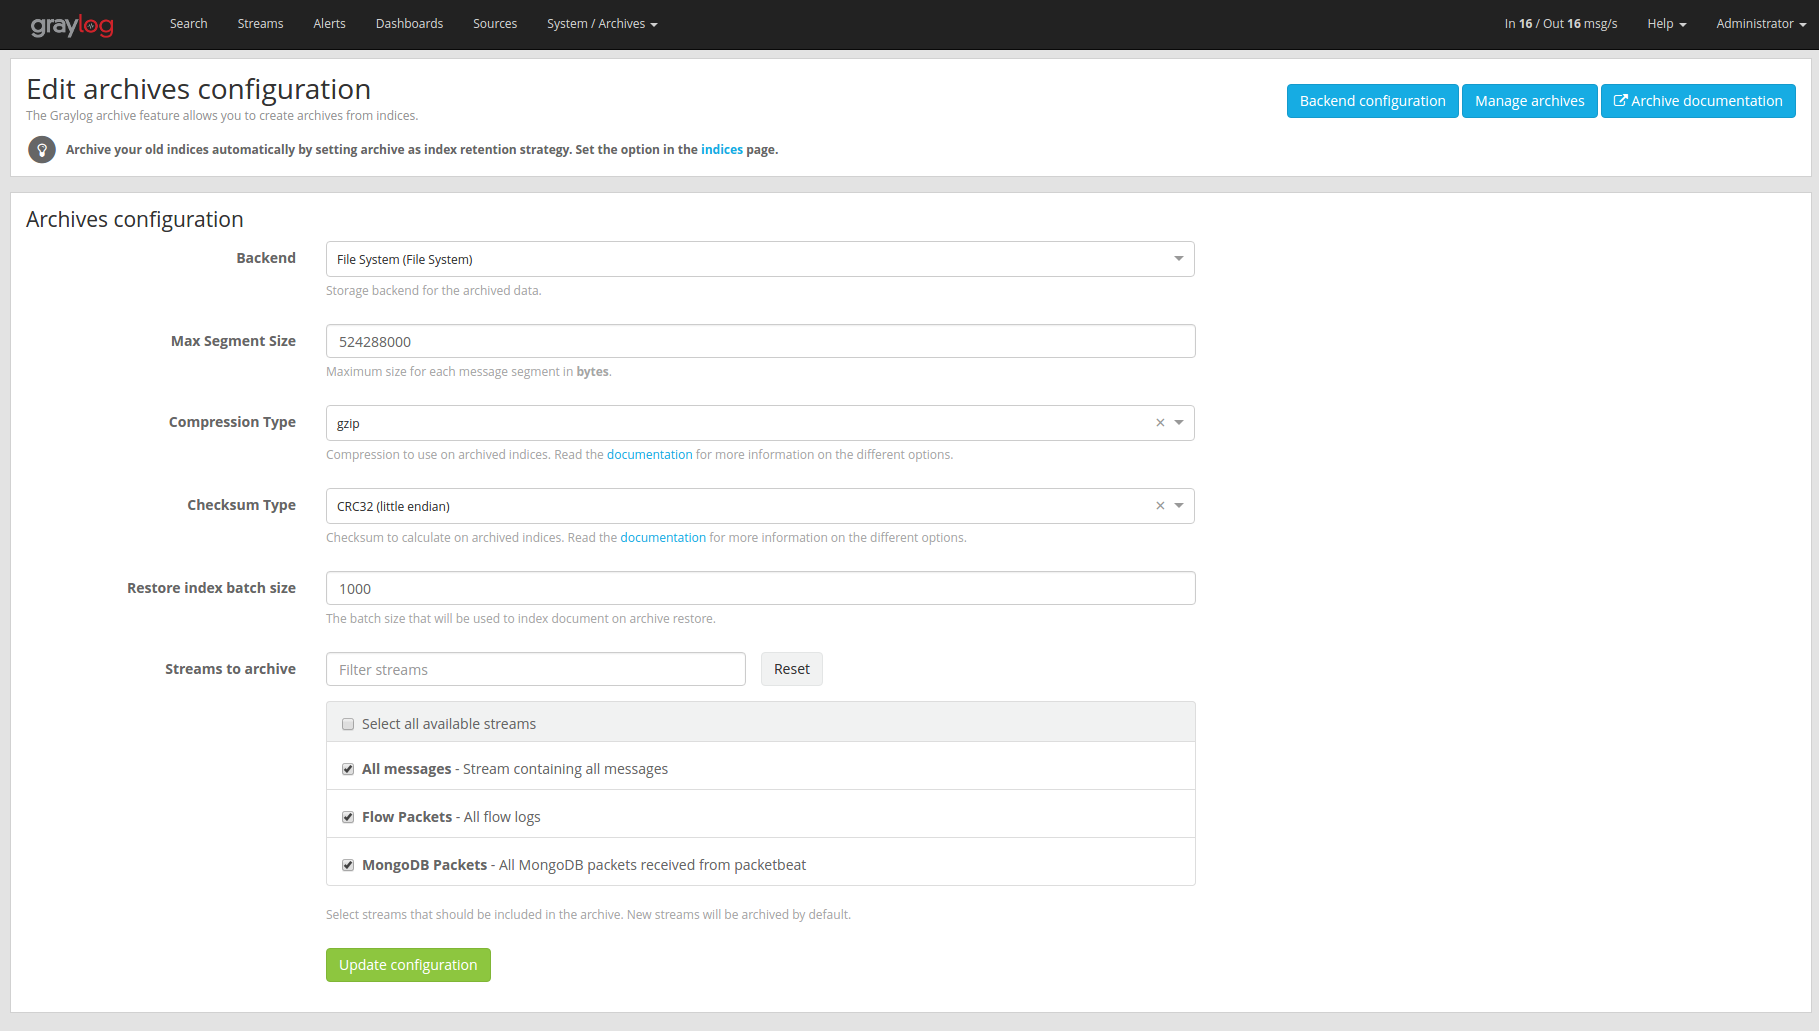 graylog Search Streams Alerts Dashboards Sources System / Archives In 16 / Out 16 msg/s Help Administrator
Edit archives configuration
The Graylog archive feature allows you to create archives from indices.
Backend configuration Manage archives Archive documentation
Archive your old indices automatically by setting archive as index retention strategy. Set the option in the indices page.
Archives configuration
Backend File System (File System)
Storage backend for the archived data.
Max Segment Size 524288000
Maximum size for each message segment in bytes.
Compression Type gzip
Compression to use on archived indices. Read the documentation for more information on the different options.
Checksum Type CRC32 (little endian)
Checksum to calculate on archived indices. Read the documentation for more information on the different options.
Restore index batch size 1000
The batch size that will be used to index document on archive restore.
Streams to archive Filter streams Reset
Select all available streams
All messages - Stream containing all messages
Flow Packets - All flow logs
MongoDB Packets - All MongoDB packets received from packetbeat
Select streams that should be included in the archive. New streams will be archived by default.
Update configuration